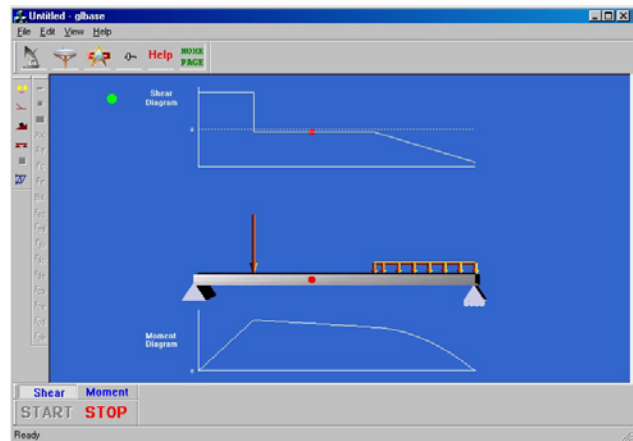 Untitled - glbase
File Edit View Help
Help HOME
PAGE
Shear
Diagram
0
Moment
Diagram
0
Shear Moment
START STOP
Ready